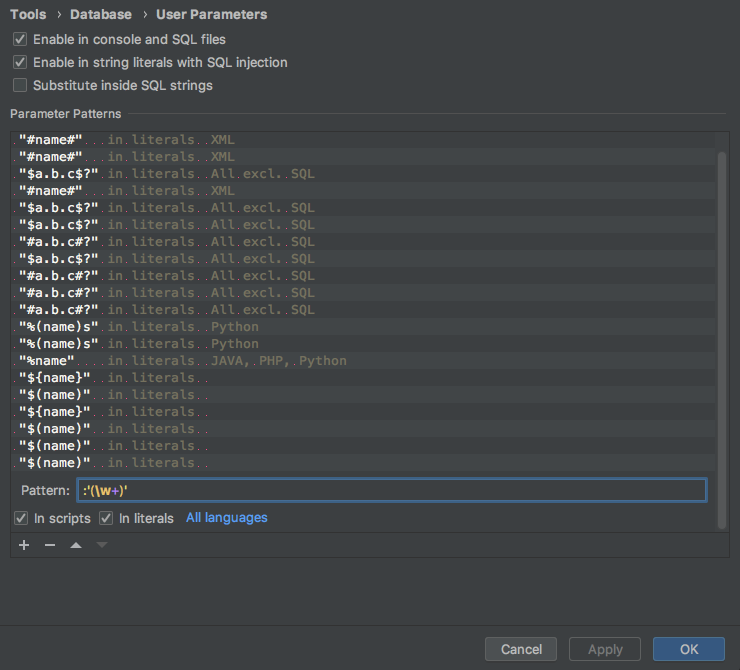 Tools › Database › User Parameters
Enable in console and SQL files
Enable in string literals with SQL injection
Substitute inside SQL strings
Parameter Patterns
"#name#" in literals XML
"#name#" in literals XML
"$a.b.c$?" in literals All excl. SQL
"#name#" in literals XML
"$a.b.c$?" in literals All excl. SQL
"$a.b.c$?" in literals All excl. SQL
"#a.b.c#?" in literals All excl. SQL
"$a.b.c$?" in literals All excl. SQL
"#a.b.c#?" in literals All excl. SQL
"#a.b.c#?" in literals All excl. SQL
"#a.b.c#?" in literals All excl. SQL
"%(name)s" in literals Python
"%(name)s" in literals Python
"%name" in literals JAVA, PHP, Python
"${name}" in literals
"$(name)" in literals
"${name}" in literals
"$(name)" in literals
"$(name)" in literals
"$(name)" in literals
Pattern: :'(\w+)'
In scripts In literals All languages
Cancel Apply OK